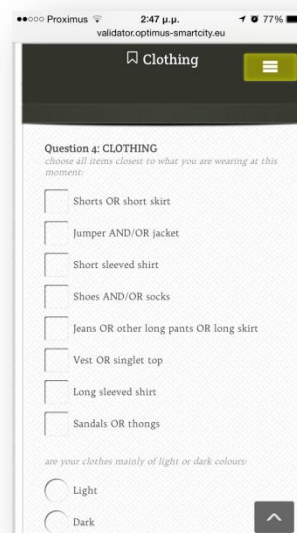 Proximus 2:47 μ.μ. 77%
validator.optimus-smartcity.eu
Clothing
Question 4: CLOTHING
choose all items closest to what you are wearing at this
moment:
Shorts OR short skirt
Jumper AND/OR jacket
Short sleeved shirt
Shoes AND/OR socks
Jeans OR other long pants OR long skirt
Vest OR singlet top
Long sleeved shirt
Sandals OR thongs
are your clothes mainly of light or dark colours:
Light
Dark